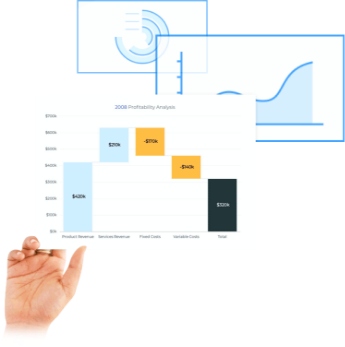 2008 Profitability Analysis
$700k
$600k
$500k
$400k
$300k
$200k
$100k
$0k
$420k
$210k
-$170k
-$140k
$320k
Product Revenue Services Revenue Fixed Costs Variable Costs Total